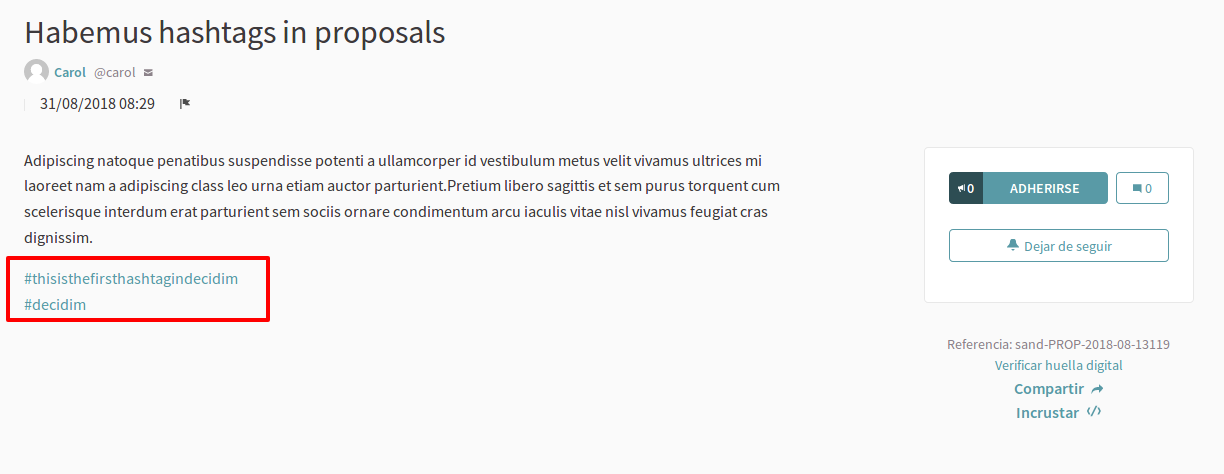 Habemus hashtags in proposals
Carol @carol
31/08/2018 08:29
Adipiscing natoque penatibus suspendisse potenti a ullamcorper id vestibulum metus velit vivamus ultrices mi
laoreet nam a adipiscing class leo urna etiam auctor parturient.Pretium libero sagittis et sem purus torquent cum
scelerisque interdum erat parturient sem sociis ornare condimentum arcu iaculis vitae nisl vivamus feugiat cras
dignissim.
#thisisthefirsthashtagindecidim
#decidim
0 ADHERIRSE 0
Dejar de seguir
Referencia: sand-PROP-2018-08-13119
Verificar huella digital
Compartir
Incrustar